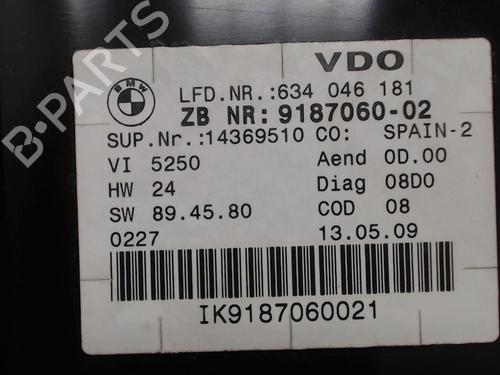 VDO
BMW
LFD.NR.:634 046 181
ZB NR: 9187060-02
SUP.Nr.:14369510 CO: SPAIN-2
VI 5250 Aend 0D.00
HW 24 Diag 08D0
SW 89.45.80 COD 08
0227 13.05.09
IK9187060021
B-PARTS